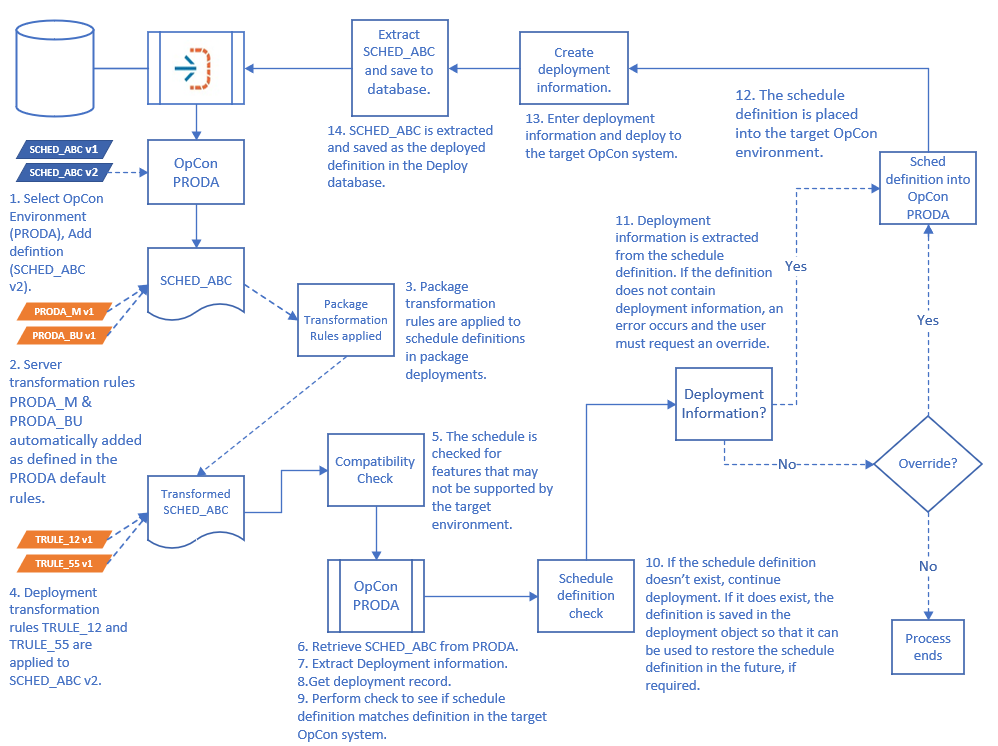 Extract
SCHED_ABC
and save to
database.
Create
deployment
information.
14. SCHED_ABC is extracted
and saved as the deployed
definition in the Deploy
database.
13. Enter deployment
information and deploy to
the target OpCon system.
12. The schedule
definition is placed
into the target OpCon
environment.
SCHED_ABC v1
SCHED_ABC v2
OpCon
PRODA
1. Select OpCon
Environment
(PRODA), Add
defintion
(SCHED_ABC
v2).
Sched
definition into
OpCon
PRODA
SCHED_ABC
PRODA_M v1
PRODA_BU v1
Package
Transformation
Rules applied
3. Package
transformation
rules are applied to
schedule definitions
in package
deployments.
11. Deployment
information is extracted
from the schedule
definition. If the definition
does not contain
deployment information, an
error occurs and the user
must request an override.
Yes
Yes
2. Server
transformation rules
PRODA_M &
PRODA_BU
automatically added
as defined in the
PRODA default
rules.
Deployment
Information?
No
Override?
Compatibility
Check
5. The schedule is
checked for
features that may
not be supported by
the target
environment.
Transformed
SCHED_ABC
TRULE_12 v1
TRULE_55 v1
4. Deployment
transformation
rules TRULE_12 and
TRULE_55 are
applied to
SCHED_ABC v2.
OpCon
PRODA
Schedule
definition
check
10. If the schedule definition
doesn't exist, continue
deployment. If it does exist, the
definition is saved in the
deployment object so that it can
be used to restore the schedule
definition in the future, if
required.
No
Process
ends
6. Retrieve SCHED_ABC from PRODA.
7. Extract Deployment information.
8.Get deployment record.
9. Perform check to see if schedule
definition matches definition in the target
OpCon system.